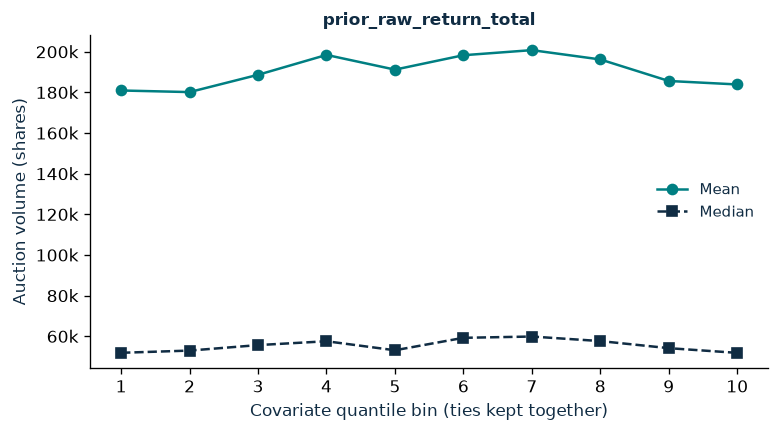 prior_raw_return_total
Auction volume (shares)
200k
180k
160k
140k
120k
100k
80k
60k
Mean
Median
1 2 3 4 5 6 7 8 9 10
Covariate quantile bin (ties kept together)